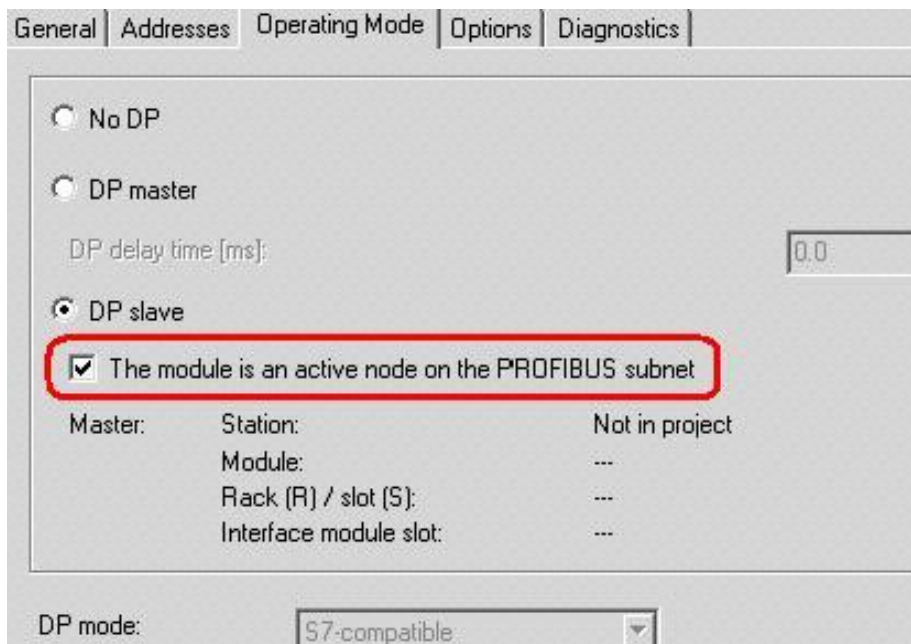 General Addresses Operating Mode Options Diagnostics
No DP
DP master
DP delay time [ms]: 0.0
DP slave
The module is an active node on the PROFIBUS subnet
Master: Station: Not in project
Module: ---
Rack (R) / slot (S): ---
Interface module slot: ---
DP mode: S7-compatible